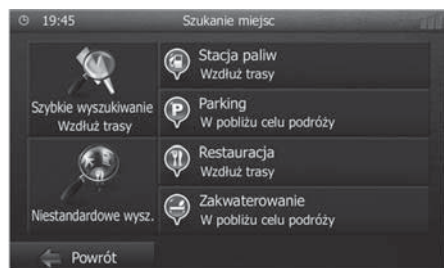 19:45
Szukanie miejsc
Szybkie wyszukiwanie
Wzdłuż trasy
Niestandardowe wysz.
Stacja paliw
Wzdłuż trasy
P
Parking
W pobliżu celu podróży
Restauracja
Wzdłuż trasy
Zakwaterowanie
W pobliżu celu podróży
Powrót